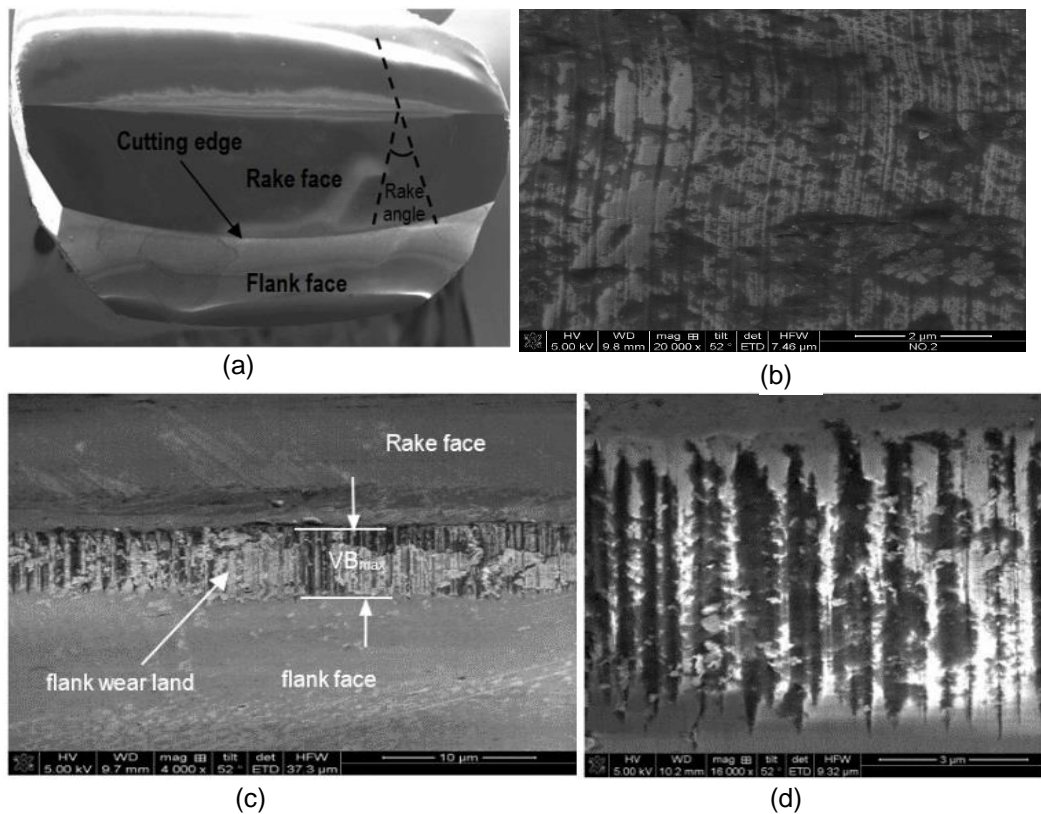 Cutting edge
Rake face
Rake
angle
Flank face
(a)
HV WD mag tilt det HFW 2 µm
5.00 kV 9.8 mm 20 000 x 52 ° ETD 7.46 µm NO.2
(b)
Rake face
VBmax
flank wear land
flank face
HV WD mag tilt det HFW 10 µm
5.00 kV 9.7 mm 4 000 x 52 ° ETD 37.3 µm
(c)
HV WD mag tilt det HFW 3 µm
5.00 kV 10.2 mm 16 000 x 52 ° ETD 9.32 µm
(d)